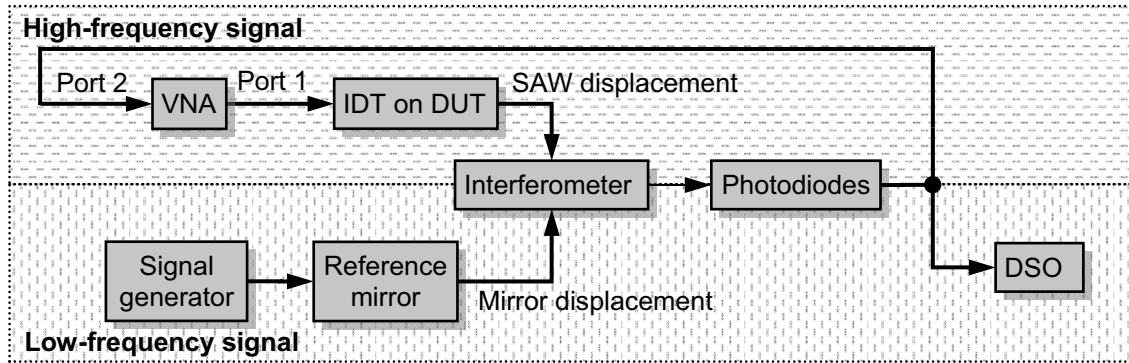 High-frequency signal
Port 2
VNA
Port 1
IDT on DUT
SAW displacement
Interferometer
Photodiodes
Signal
generator
Reference
mirror
Mirror displacement
DSO
Low-frequency signal